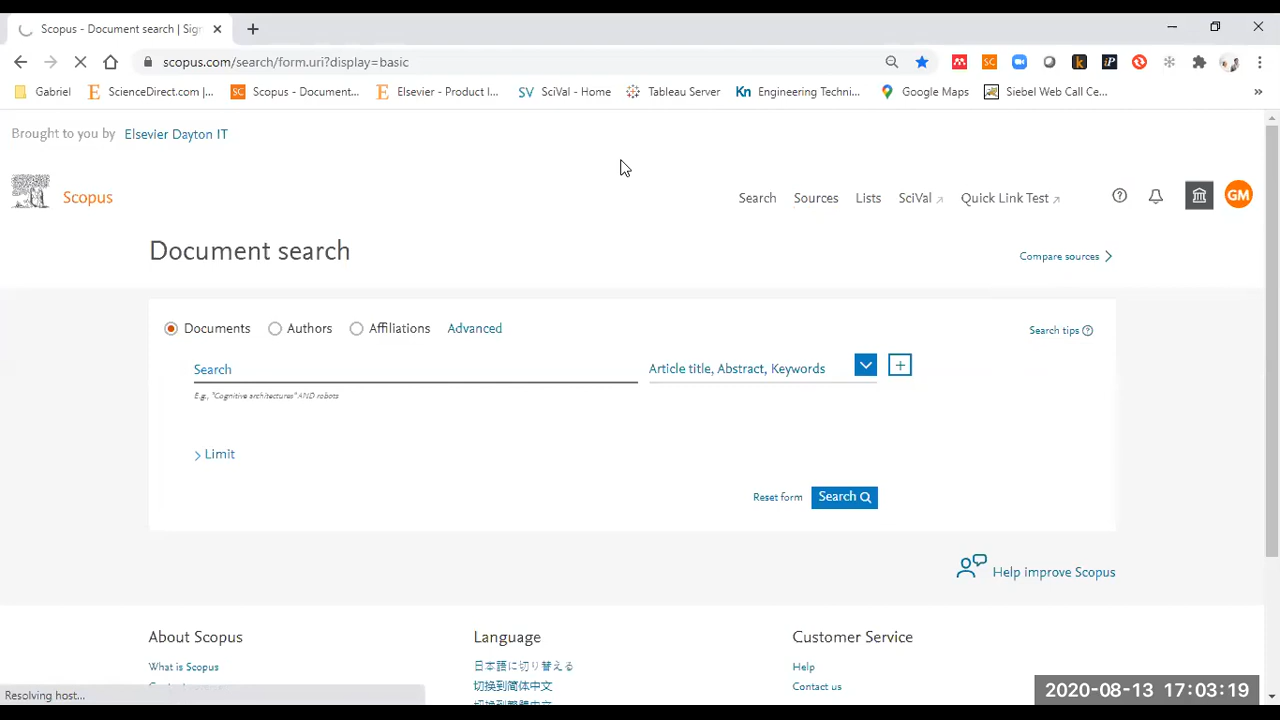 Scopus - Document search | Sig
scopus.com/search/form.uri?display=basic
Gabriel ScienceDirect.com |... Scopus - Document... Elsevier - Product I... SciVal - Home Tableau Server Engineering Techni... Google Maps Siebel Web Call Ce... »
Brought to you by Elsevier Dayton IT
Scopus
Search Sources Lists SciVal Quick Link Test GM
Document search
Compare sources
Documents Authors Affiliations Advanced
Search tips
Search Article title, Abstract, Keywords
E.g., "Cognitive architectures" AND robots
Limit
Reset form Search
Help improve Scopus
About Scopus Language Customer Service
What is Scopus 日本語に切り替える Help
切换到简体中文 Contact us
Resolving host...
2020-08-13 17:03:19